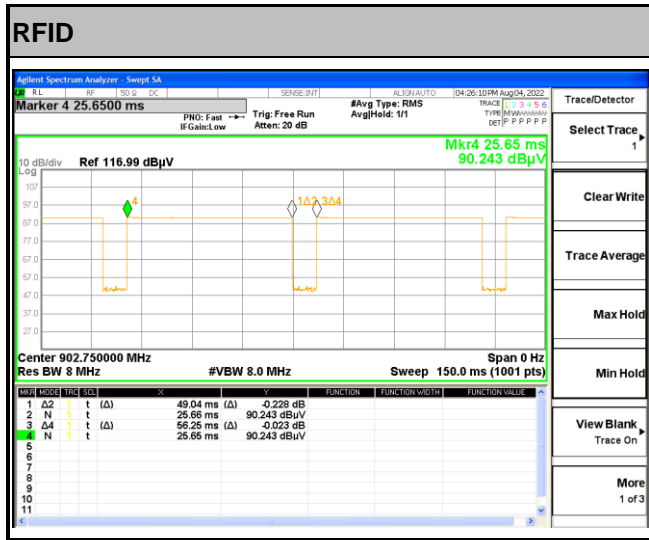 RFID
Agilent Spectrum Analyzer - Swept SA
RL RF 50 Ω DC SENSE:INT ALIGN AUTO 04:26:10 PM Aug 04, 2022
Marker 4 25.6500 ms
PNO: Fast
IFGain:Low
Trig: Free Run
Atten: 20 dB
#Avg Type: RMS
Avg|Hold: 1/1
TRACE 1 2 3 4 5 6
TYPE MWWWWW
DET P P P P P P
Mkr4 25.65 ms
90.243 dBµV
10 dB/div Ref 116.99 dBµV
Log
107
97.0
87.0
77.0
67.0
57.0
47.0
37.0
27.0
4 1Δ2 3Δ4
Center 902.750000 MHz Span 0 Hz
Res BW 8 MHz #VBW 8.0 MHz Sweep 150.0 ms (1001 pts)
MKR MODE TRC SCL X Y FUNCTION FUNCTION WIDTH FUNCTION VALUE
1 Δ2 1 t (Δ) 49.04 ms (Δ) -0.228 dB
2 N 1 t 25.66 ms 90.243 dBµV
3 Δ4 1 t (Δ) 56.25 ms (Δ) -0.023 dB
4 N 1 t 25.65 ms 90.243 dBµV
5
6
7
8
9
10
11
Trace/Detector
Select Trace
1
Clear Write
Trace Average
Max Hold
Min Hold
View Blank
Trace On
More
1 of 3